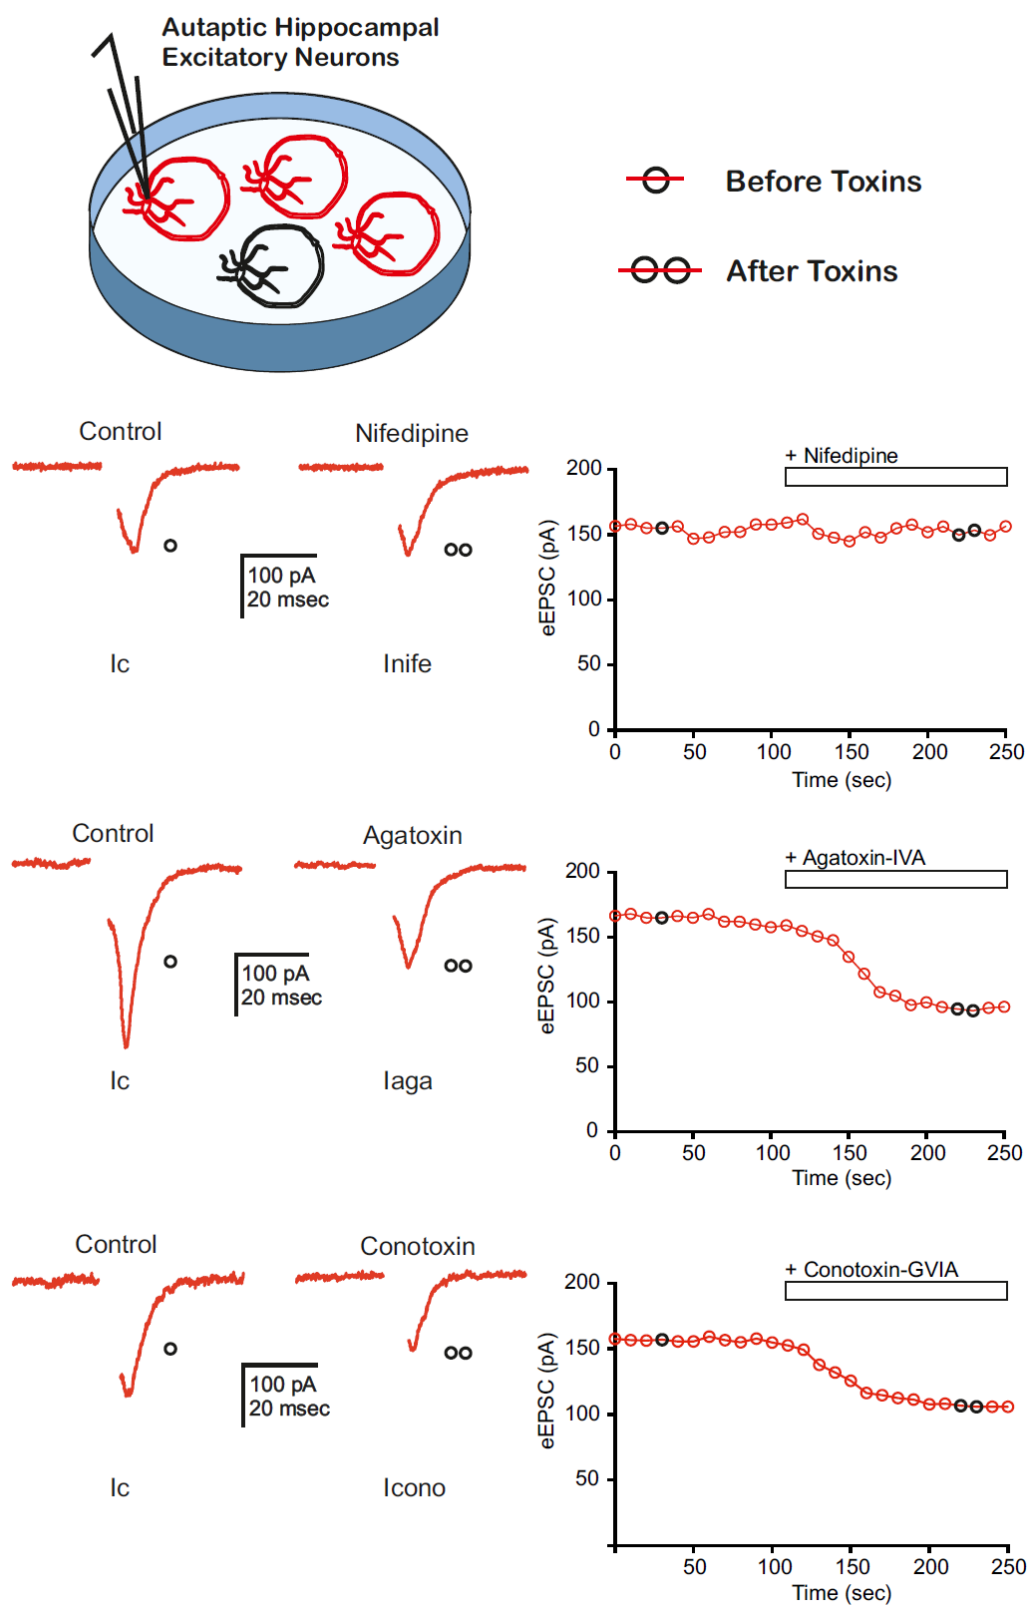 Autaptic Hippocampal
Excitatory Neurons
Before Toxins
After Toxins
Control
Nifedipine
100 pA
20 msec
Ic
Inife
+ Nifedipine
200
150
100
50
0
eEPSC (pA)
0 50 100 150 200 250
Time (sec)
Control
Agatoxin
100 pA
20 msec
Ic
Iaga
+ Agatoxin-IVA
200
150
100
50
0
eEPSC (pA)
0 50 100 150 200 250
Time (sec)
Control
Conotoxin
100 pA
20 msec
Ic
Icono
+ Conotoxin-GVIA
200
150
100
50
eEPSC (pA)
50 100 150 200 250
Time (sec)